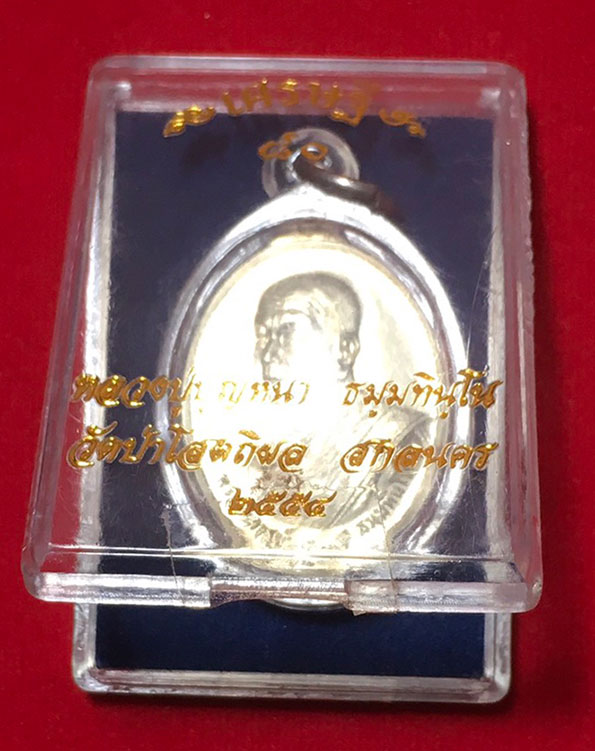 เศรษฐี
๘๐
หลวงปู่บุญหนา ธมฺมทินฺโน
วัดป่าโสตถิผล สกลนคร
๒๕๕๔